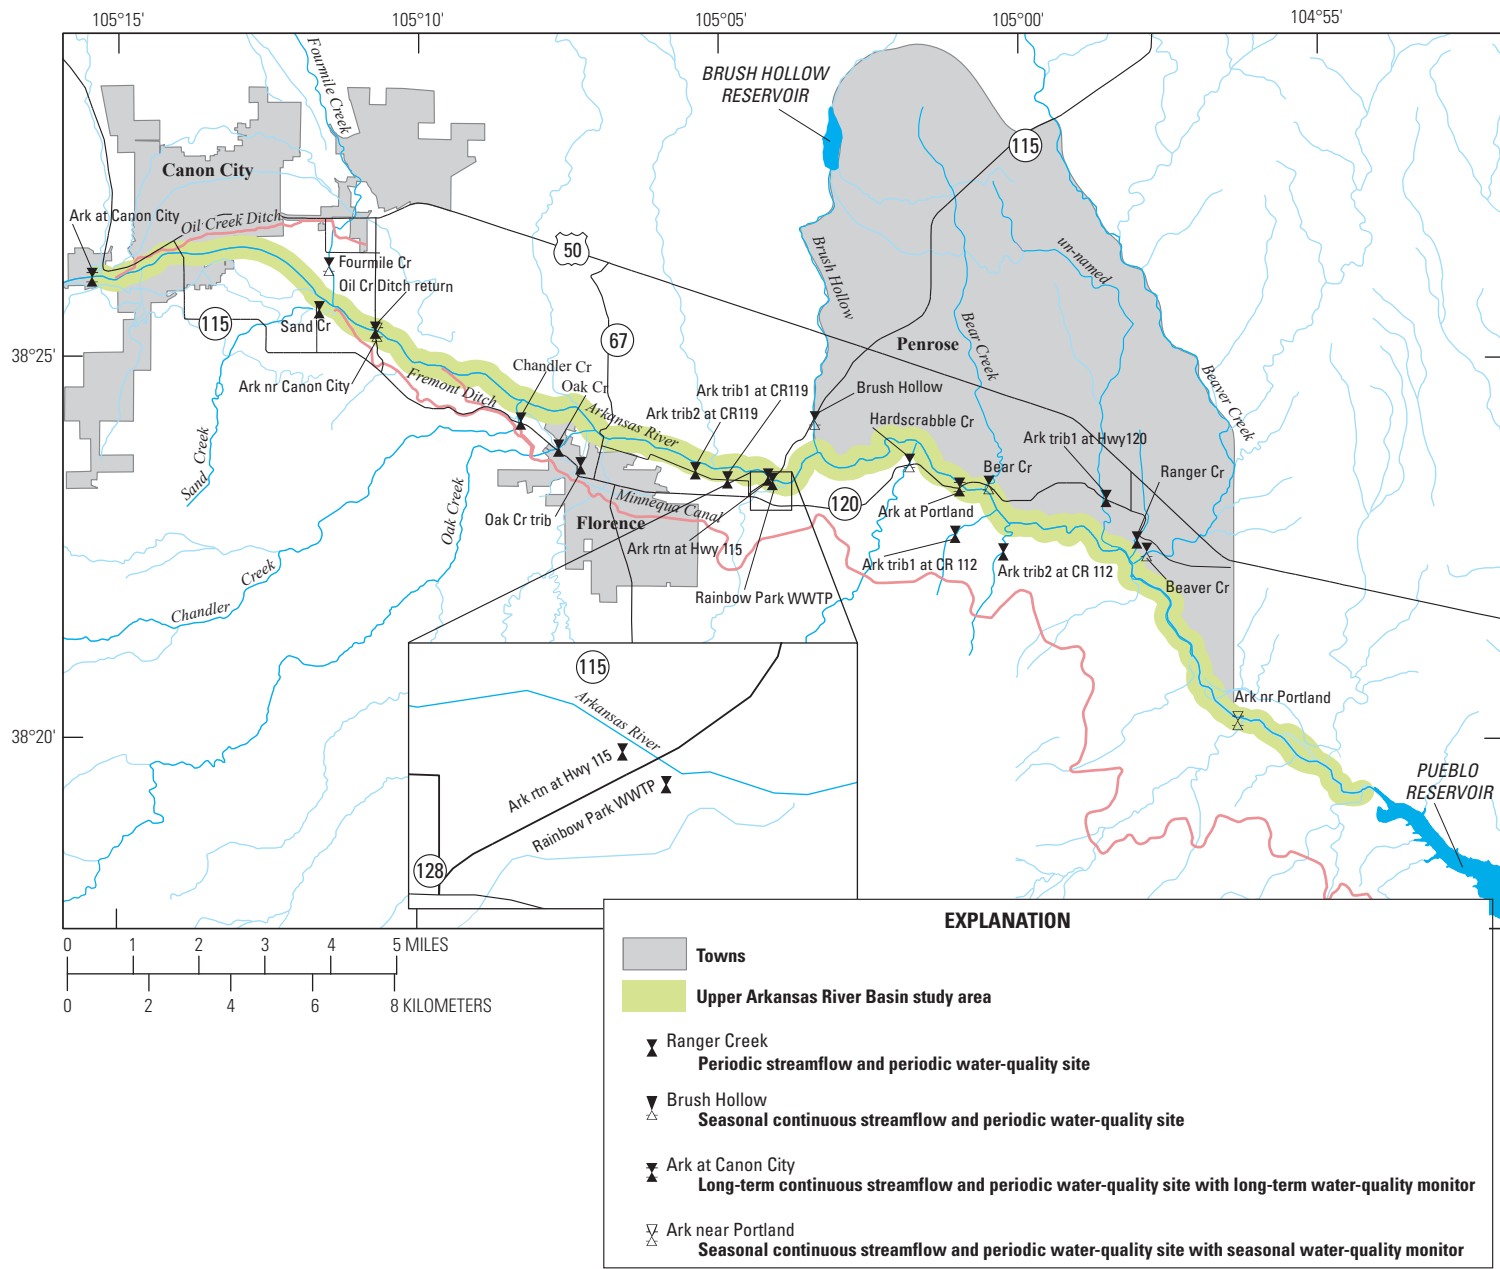 105°15'
105°10'
105°05'
105°00'
104°55'
Fourmile Creek
BRUSH HOLLOW
RESERVOIR
115
Canon City
Ark at Canon City
Oil Creek Ditch
50
Fourmile Cr
Oil Cr Ditch return
Brush Hollow
un-named
115
Sand Cr
67
Bear Creek
Penrose
38°25'
Ark nr Canon City
Fremont Ditch
Chandler Cr
Oak Cr
Ark trib1 at CR119
Ark trib2 at CR119
Arkansas River
Brush Hollow
Hardscrabble Cr
Beaver Creek
Ark trib1 at Hwy120
Bear Cr
Ranger Cr
Sand Creek
Oak Creek
Minnequa Canal
120
Oak Cr trib
Florence
Ark at Portland
Ark rtn at Hwy 115
Ark trib1 at CR 112
Ark trib2 at CR 112
Beaver Cr
Rainbow Park WWTP
Chandler Creek
115
Arkansas River
Ark nr Portland
38°20'
Ark rtn at Hwy 115
Rainbow Park WWTP
PUEBLO
RESERVOIR
128
0 1 2 3 4 5 MILES
0 2 4 6 8 KILOMETERS
EXPLANATION
Towns
Upper Arkansas River Basin study area
Ranger Creek
Periodic streamflow and periodic water-quality site
Brush Hollow
Seasonal continuous streamflow and periodic water-quality site
Ark at Canon City
Long-term continuous streamflow and periodic water-quality site with long-term water-quality monitor
Ark near Portland
Seasonal continuous streamflow and periodic water-quality site with seasonal water-quality monitor